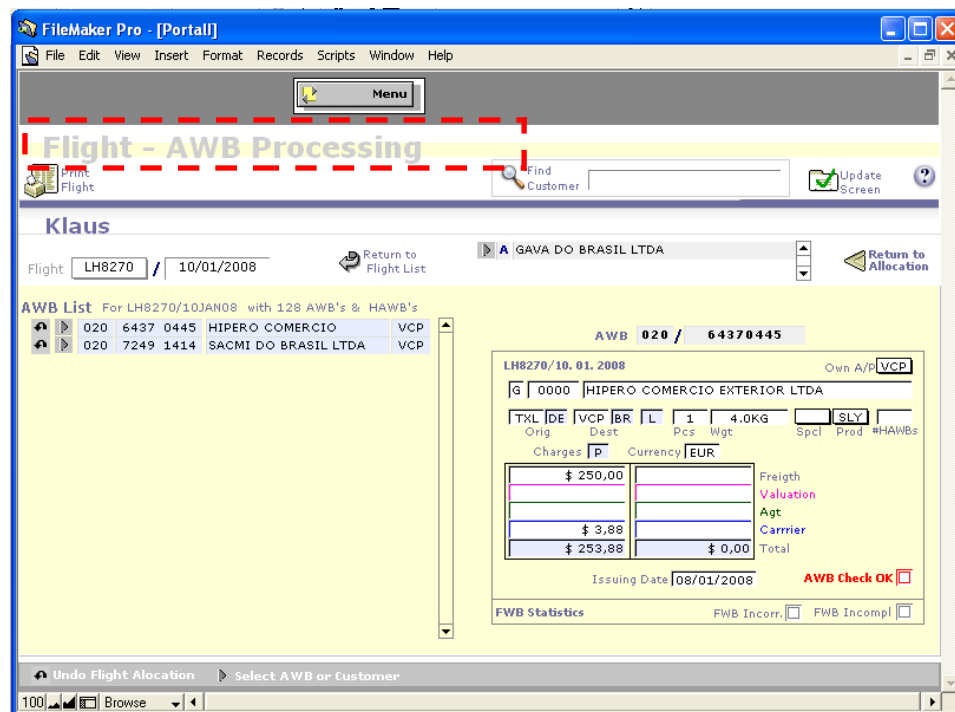 FileMaker Pro - [Portall]
File Edit View Insert Format Records Scripts Window Help
Menu
Flight - AWB Processing
Print Flight
Find Customer
Update Screen
?
Klaus
Flight LH8270 / 10/01/2008
Return to Flight List
A GAVA DO BRASIL LTDA
Return to Allocation
AWB List For LH8270/10JAN08 with 128 AWB's & HAWB's
020 6437 0445 HIPERO COMERCIO VCP
020 7249 1414 SACMI DO BRASIL LTDA VCP
AWB 020 / 64370445
LH8270/10. 01. 2008 Own A/P VCP
G 0000 HIPERO COMERCIO EXTERIOR LTDA
TXL DE VCP BR L 1 4.0KG SLY
Orig Dest Pcs Wgt Spcl Prod #HAWBs
Charges P Currency EUR
$ 250,00 Freigth
Valuation
Agt
$ 3,88 Carrrier
$ 253,88 $ 0,00 Total
Issuing Date 08/01/2008 AWB Check OK
FWB Statistics FWB Incorr. FWB Incompl
Undo Flight Alocation Select AWB or Customer
100 Browse